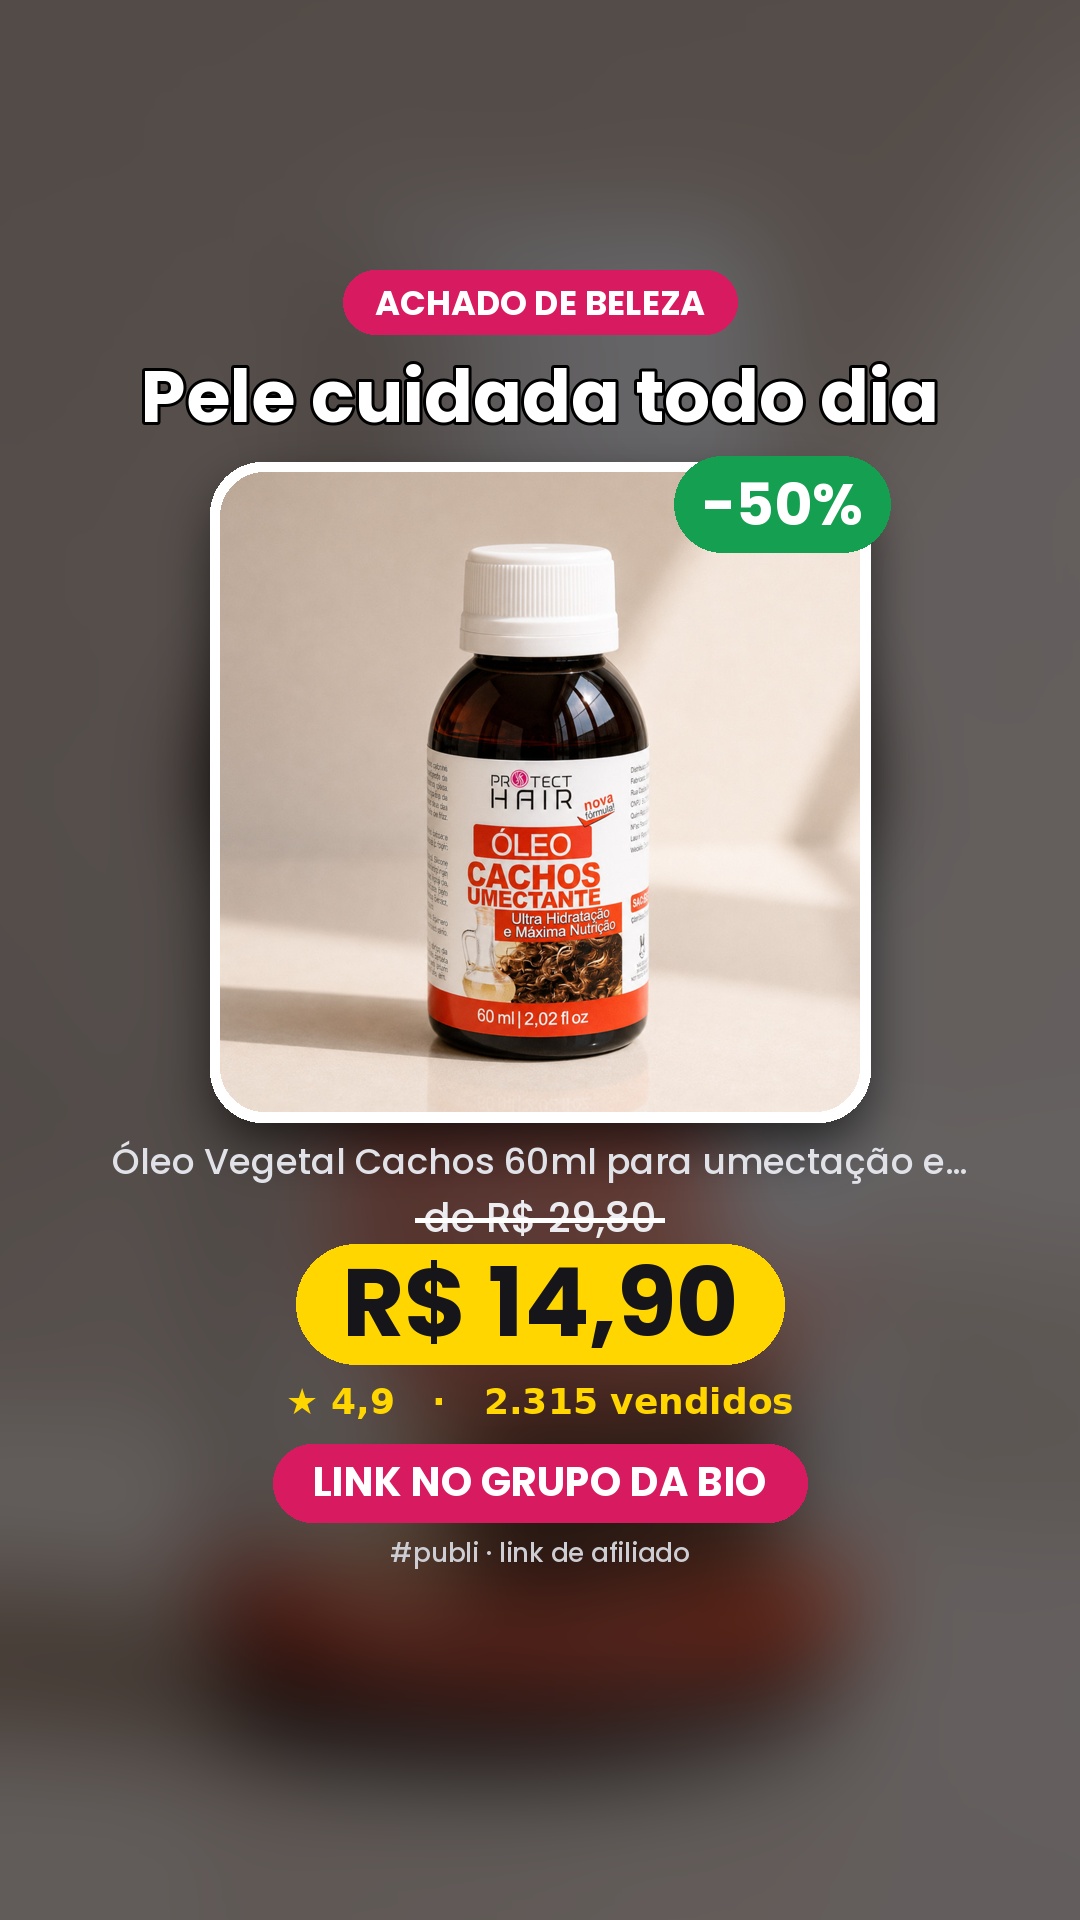 ACHADO DE BELEZA
Pele cuidada todo dia
-50%
PROTECT
HAIR
nova
fórmula!
ÓLEO
CACHOS
UMECTANTE
Ultra Hidratação
e Máxima Nutrição
60 ml | 2,02 fl oz
Óleo Vegetal Cachos 60ml para umectação e...
de R$ 29,80
R$ 14,90
★ 4,9 · 2.315 vendidos
LINK NO GRUPO DA BIO
#publi · link de afiliado